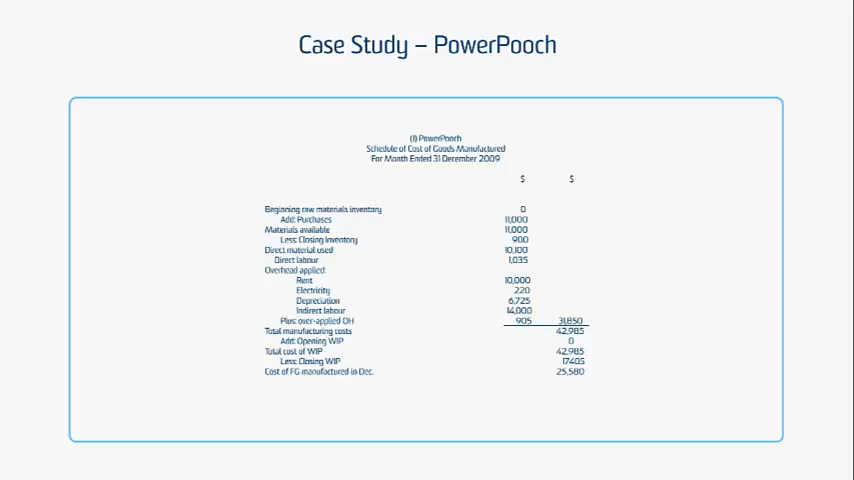 Case Study – PowerPooch
(1) PowerPooch
Schedule of Cost of Goods Manufactured
For Month Ended 31 December 2009
$ $
Beginning raw materials inventory 0
Add: Purchases 11,000
Materials available 11,000
Less: Closing Inventory 900
Direct material used 10,100
Direct labour 1,035
Overhead applied:
Rent 10,000
Electricity 220
Depreciation 6,725
Indirect labour 14,000
Plus: over-applied OH 905 31,850
Total manufacturing costs 42,985
Add: Opening WIP 0
Total cost of WIP 42,985
Less: Closing WIP 17405
Cost of FG manufactured in Dec. 25,580